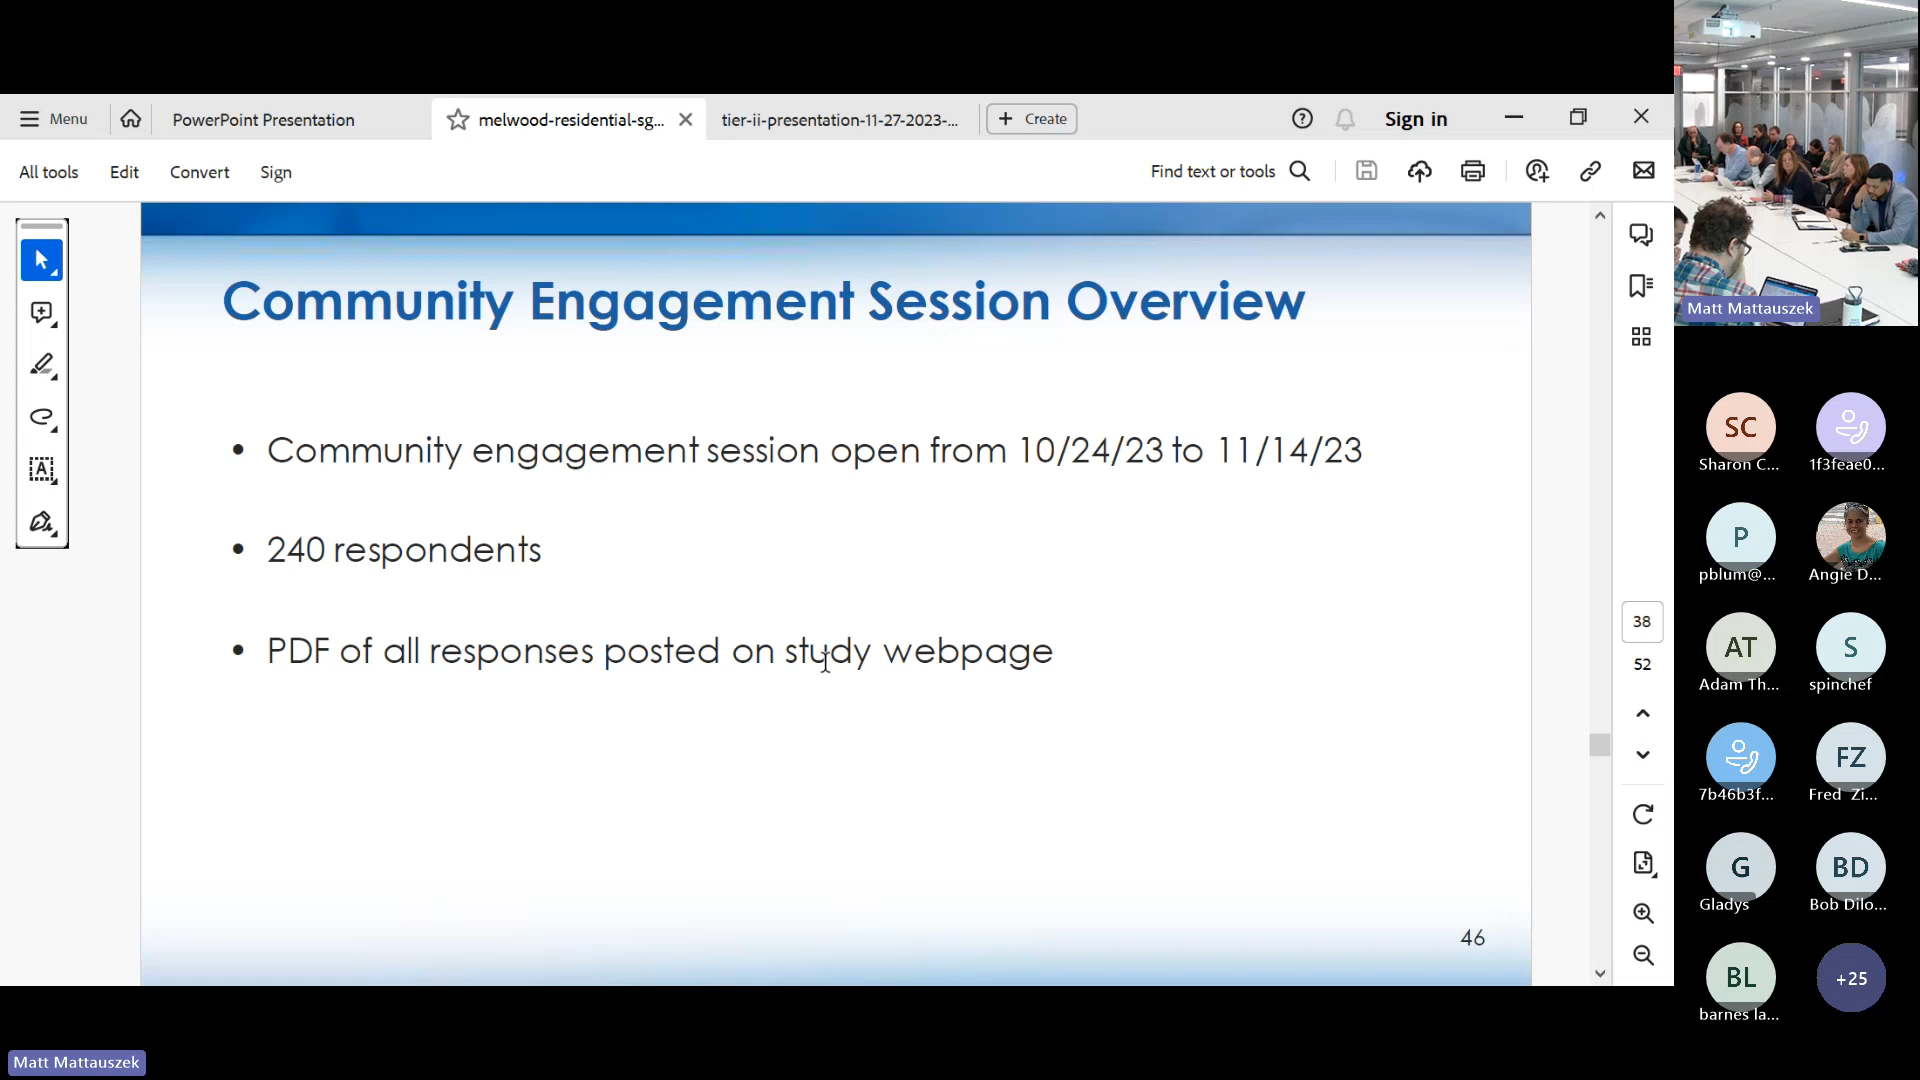 Menu
PowerPoint Presentation
melwood-residential-sg...
tier-ii-presentation-11-27-2023-...
Create
Sign in
All tools
Edit
Convert
Sign
Find text or tools
Community Engagement Session Overview
• Community engagement session open from 10/24/23 to 11/14/23
• 240 respondents
• PDF of all responses posted on study webpage
46
38
52
Matt Mattauszek
SC
Sharon C...
1f3feae0...
P
pblum@...
Angie D...
AT
Adam Th...
S
spinchef
7b46b3f...
FZ
Fred Zi...
G
Gladys
BD
Bob Dilo...
BL
barnes la...
+25
Matt Mattauszek